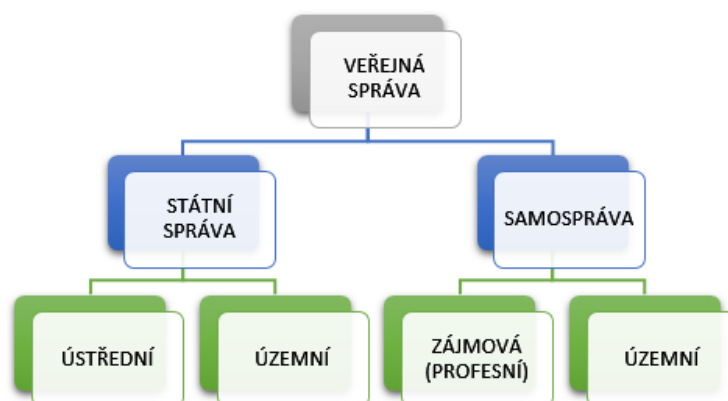 VEŘEJNÁ
SPRÁVA
STÁTNÍ
SPRÁVA
SAMOSPRÁVA
ÚSTŘEDNÍ
ÚZEMNÍ
ZÁJMOVÁ
(PROFESNÍ)
ÚZEMNÍ